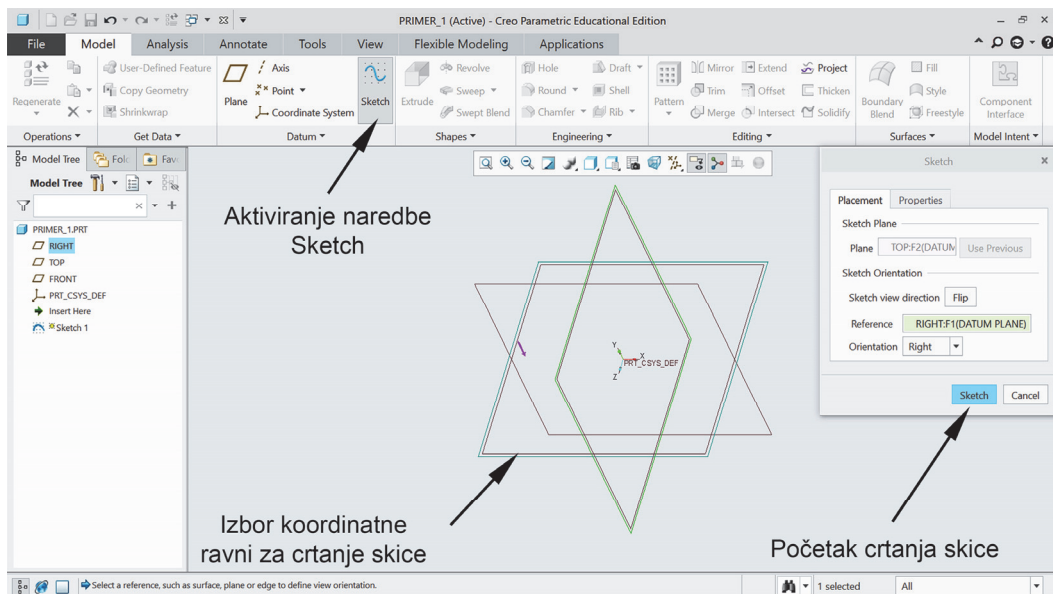 PRIMER_1 (Active) - Creo Parametric Educational Edition
File Model Analysis Annotate Tools View Flexible Modeling Applications
Regenerate
User-Defined Feature
Copy Geometry
Shrinkwrap
Plane
Axis
Point
Coordinate System
Sketch
Extrude
Revolve
Sweep
Swept Blend
Hole
Draft
Round
Shell
Chamfer
Rib
Pattern
Mirror
Extend
Project
Trim
Offset
Thicken
Merge
Intersect
Solidify
Boundary
Blend
Fill
Style
Freestyle
Component
Interface
Operations Get Data Datum Shapes Engineering Editing Surfaces Model Intent
Model Tree Fol Fav
Model Tree
PRIMER_1.PRT
RIGHT
TOP
FRONT
PRT_CSYS_DEF
Insert Here
Sketch 1
Aktiviranje naredbe
Sketch
Y
X
PRT_CSYS_DEF
Z
Izbor koordinatne
ravni za crtanje skice
Sketch
Placement Properties
Sketch Plane
Plane TOP:F2(DATUM Use Previous
Sketch Orientation
Sketch view direction Flip
Reference RIGHT:F1(DATUM PLANE)
Orientation Right
Sketch Cancel
Početak crtanja skice
Select a reference, such as surface, plane or edge to define view orientation.
1 selected All